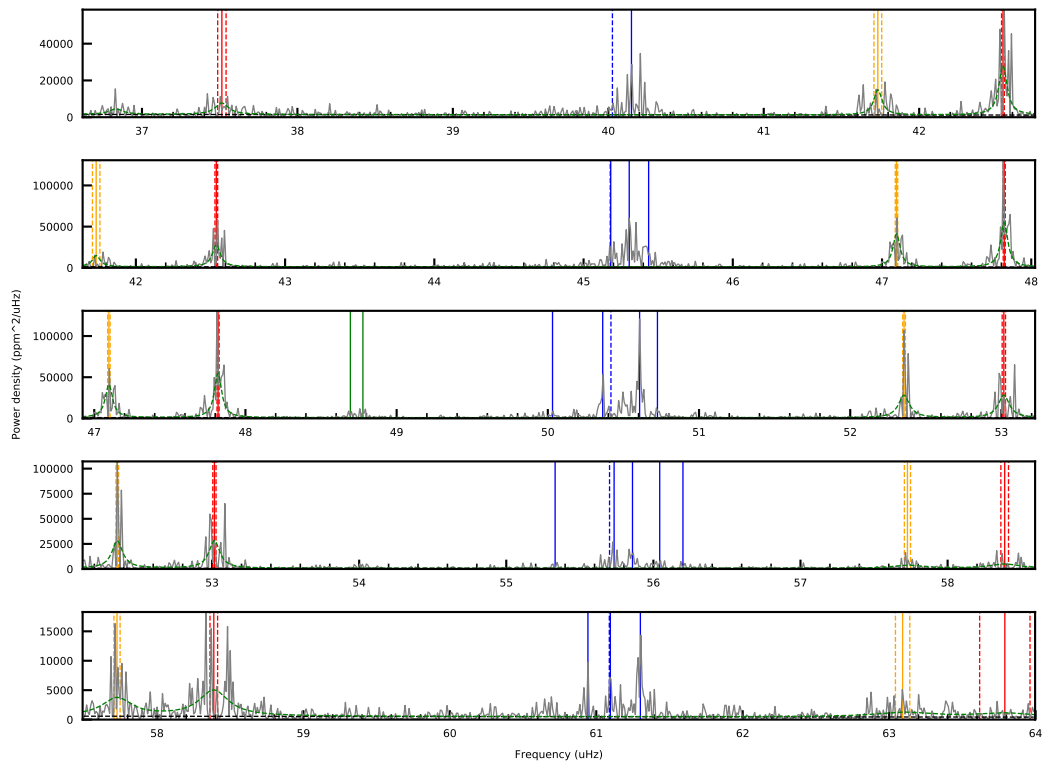 40000
20000
0
37 38 39 40 41 42
100000
50000
0
42 43 44 45 46 47 48
Power density (ppm^2/uHz)
100000
50000
0
47 48 49 50 51 52 53
100000
75000
50000
25000
0
53 54 55 56 57 58
15000
10000
5000
0
58 59 60 61 62 63 64
Frequency (uHz)